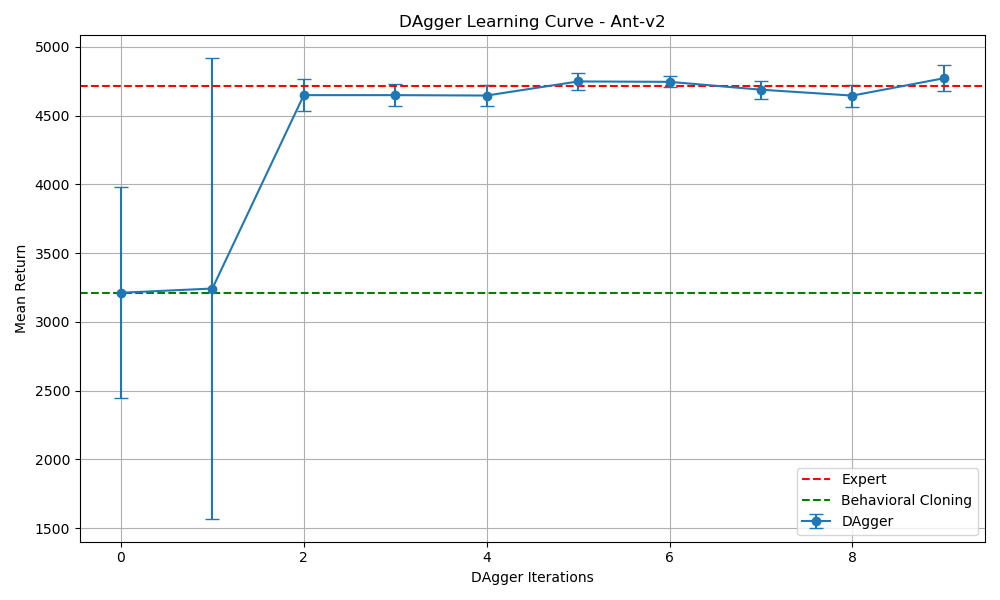 DAgger Learning Curve - Ant-v2
Mean Return
5000
4500
4000
3500
3000
2500
2000
1500
0
2
4
6
8
DAgger Iterations
Expert
Behavioral Cloning
DAgger